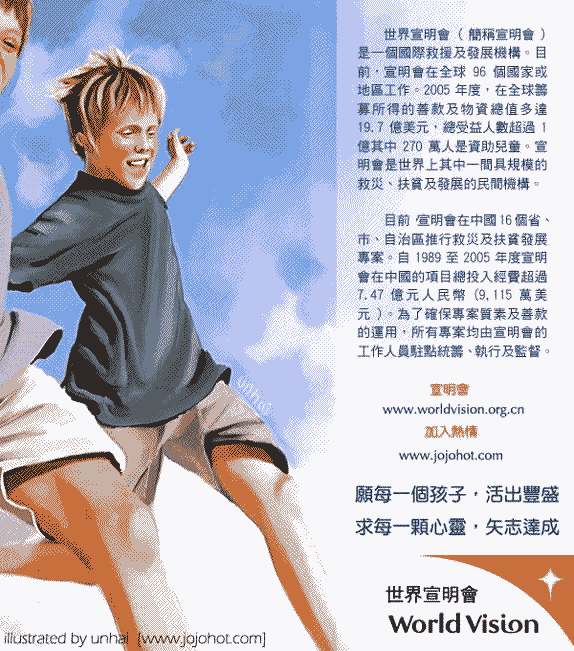 世界宣明會 ( 簡稱宣明會 )
是一個國際救援及發展機構。目
前，宣明會在全球 96 個國家或
地區工作。2005 年度，在全球籌
募所得的善款及物資總值多達
19.7 億美元，總受益人數超過 1
億其中 270 萬人是資助兒童。宣
明會是世界上其中一間具規模的
救災、扶貧及發展的民間機構。
目前 宣明會在中國16個省、
市、自治區推行救災及扶貧發展
專案。自 1989 至 2005 年度宣明
會在中國的項目總投入經費超過
7.47 億元人民幣 (9,115 萬美
元 )。為了確保專案質素及善款
的運用，所有專案均由宣明會的
工作人員駐點統籌、執行及監督。
宣明會
www.worldvision.org.cn
加入熱情
www.jojohot.com
願每一個孩子，活出豐盛
求每一顆心靈，矢志達成
世界宣明會
World Vision
unhai
illustrated by unhai [www.jojohot.com]